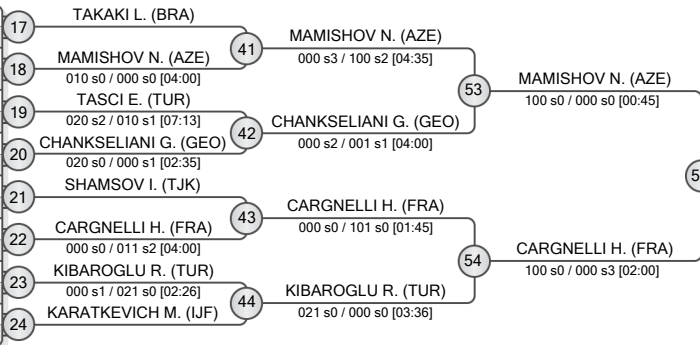 17
TAKAKI L. (BRA)
18
MAMISHOV N. (AZE)
010 s0 / 000 s0 [04:00]
19
TASCI E. (TUR)
020 s2 / 010 s1 [07:13]
20
CHANKSELIANI G. (GEO)
020 s0 / 000 s1 [02:35]
21
SHAMSOV I. (TJK)
22
CARGNELLI H. (FRA)
000 s0 / 011 s2 [04:00]
23
KIBAROGLU R. (TUR)
000 s1 / 021 s0 [02:26]
24
KARATKEVICH M. (IJF)
41
MAMISHOV N. (AZE)
000 s3 / 100 s2 [04:35]
42
CHANKSELIANI G. (GEO)
000 s2 / 001 s1 [04:00]
43
CARGNELLI H. (FRA)
000 s0 / 101 s0 [01:45]
44
KIBAROGLU R. (TUR)
021 s0 / 000 s0 [03:36]
53
MAMISHOV N. (AZE)
100 s0 / 000 s0 [00:45]
54
CARGNELLI H. (FRA)
100 s0 / 000 s3 [02:00]